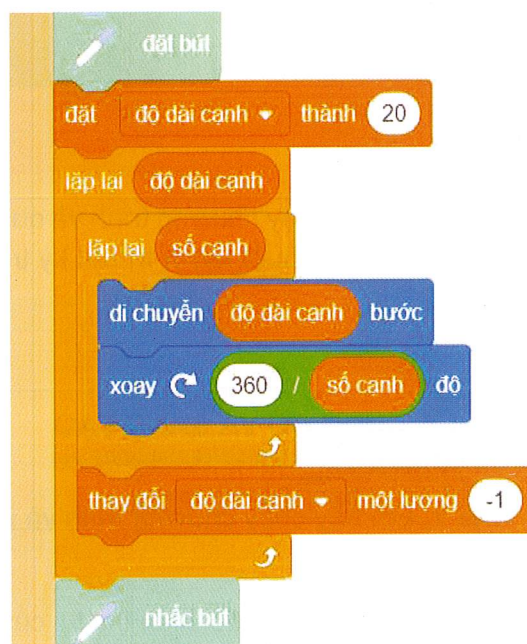 đặt bút
đặt độ dài cạnh thành 20
lặp lại độ dài cạnh
lặp lại số cạnh
di chuyển độ dài cạnh bước
xoay 360 / số cạnh độ
thay đổi độ dài cạnh một lượng -1
nhấc bút